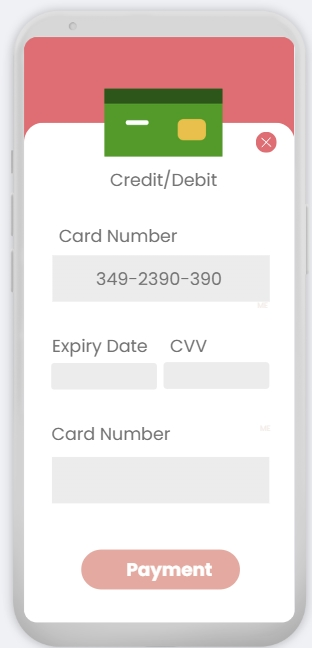 Credit/Debit
Card Number
349-2390-390
Expiry Date CVV
Card Number
Payment